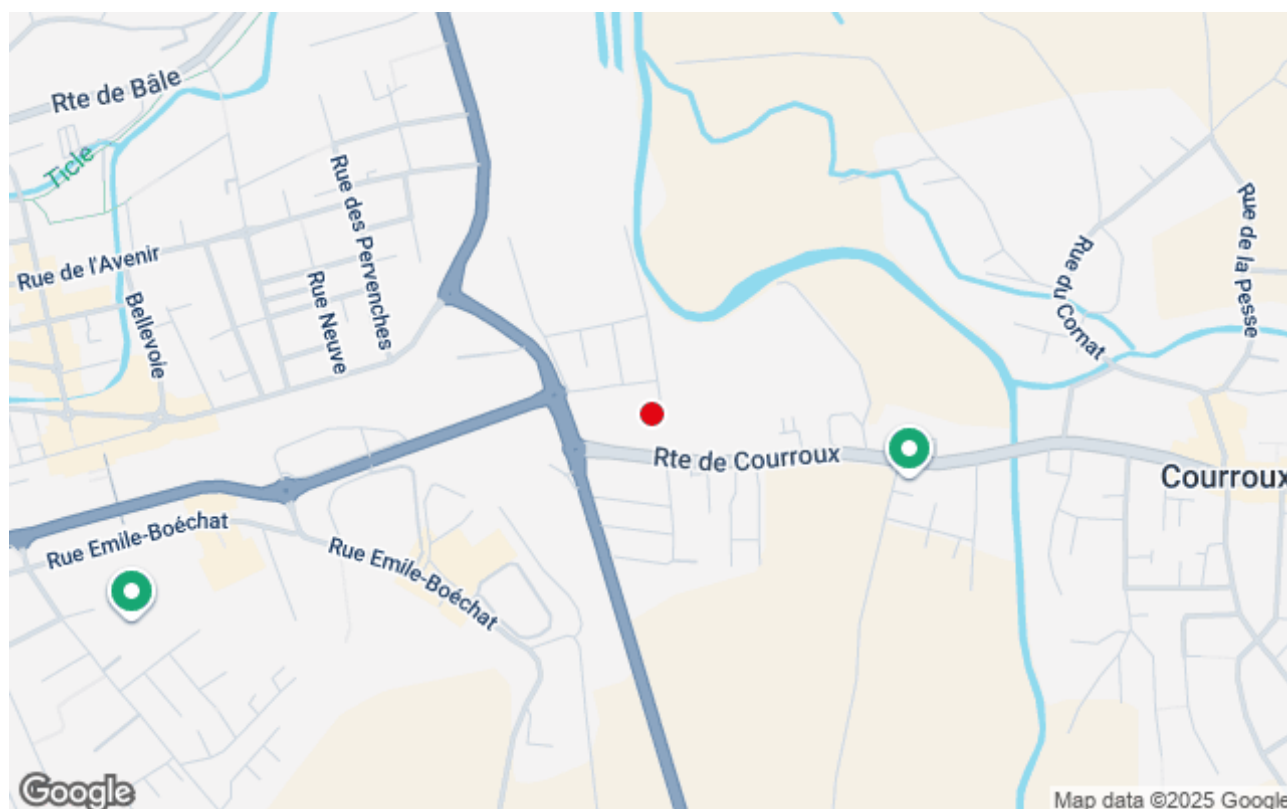 Rte de Bâle
Ticle
Rue des Pervenches
Rue de l'Avenir
Rue Neuve
Bellevoie
Rue de la Pesse
Rue du Cornat
Rte de Courroux
Courroux
Rue Emile-Boéchat
Rue Emile-Boéchat
Google
Map data ©2025 Google